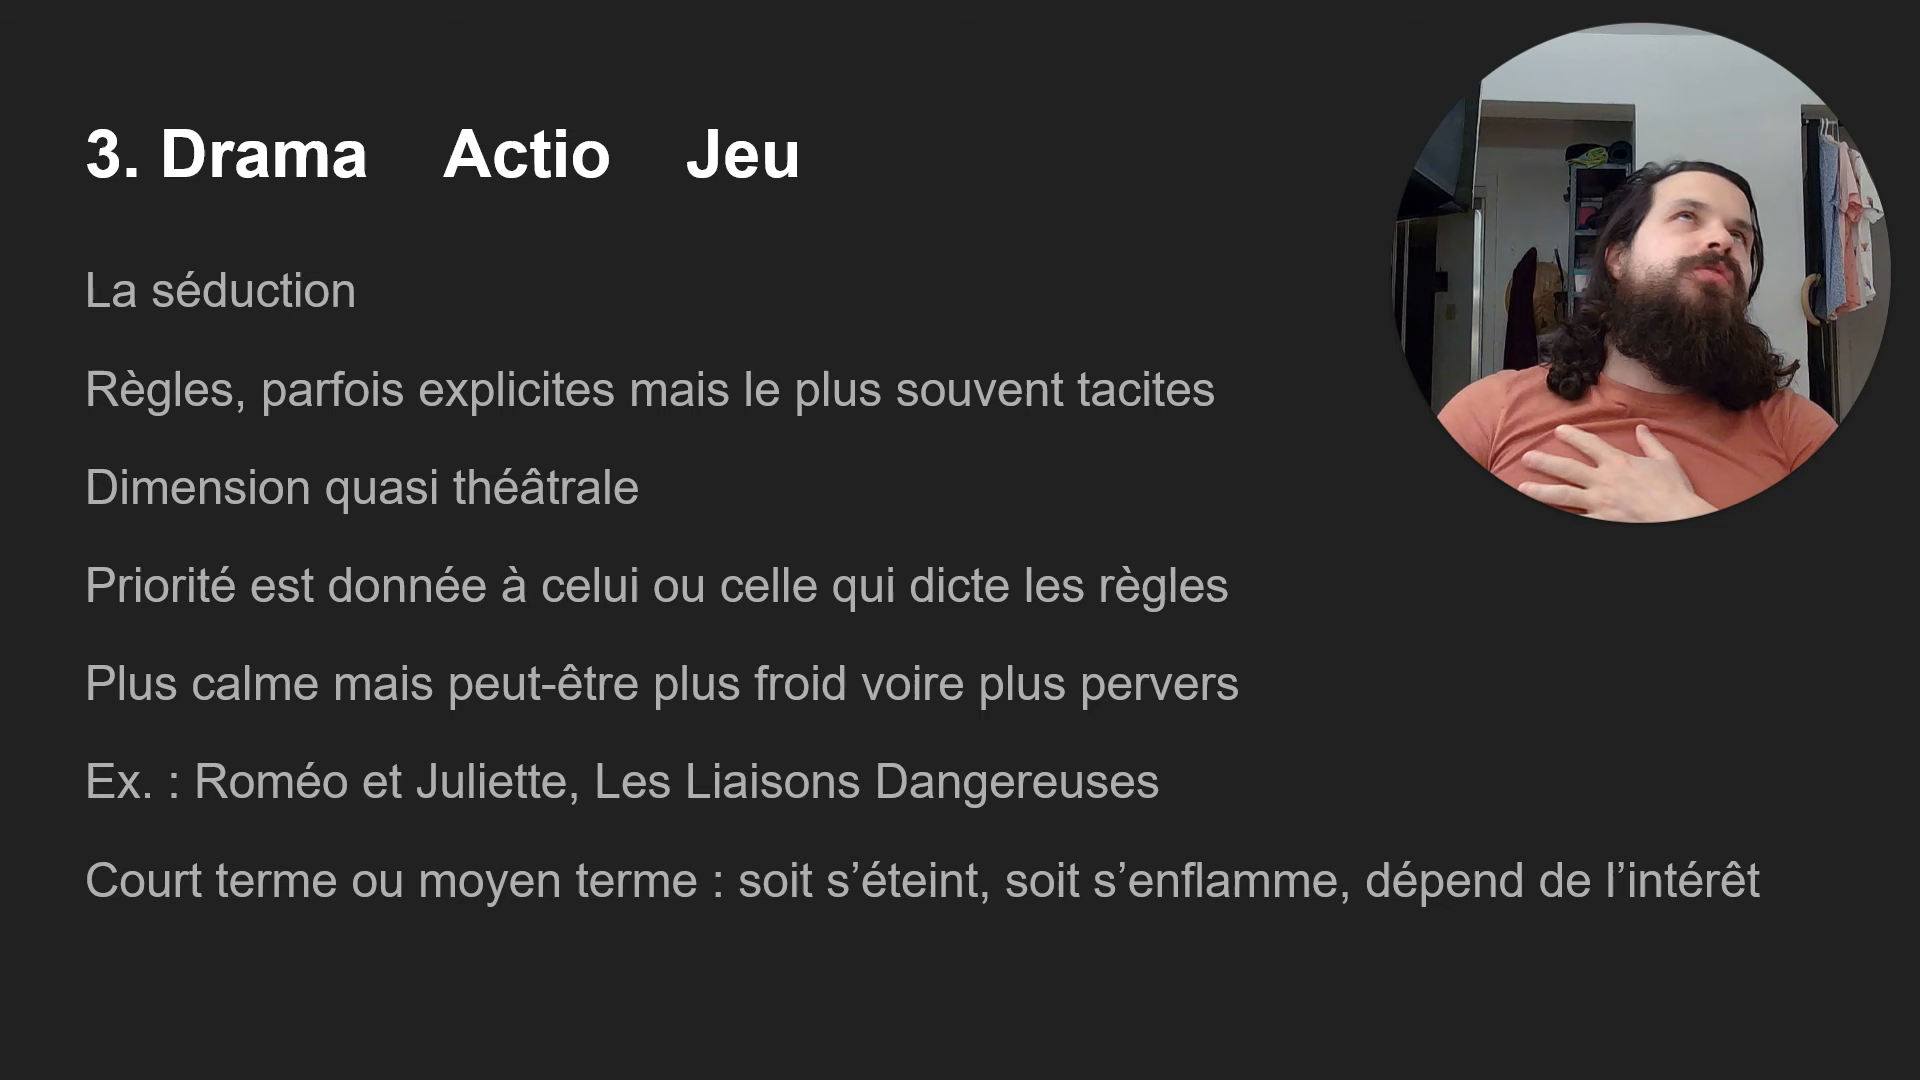 3. Drama Actio Jeu
La séduction
Règles, parfois explicites mais le plus souvent tacites
Dimension quasi théâtrale
Priorité est donnée à celui ou celle qui dicte les règles
Plus calme mais peut-être plus froid voire plus pervers
Ex. : Roméo et Juliette, Les Liaisons Dangereuses
Court terme ou moyen terme : soit s’éteint, soit s’enflamme, dépend de l’intérêt